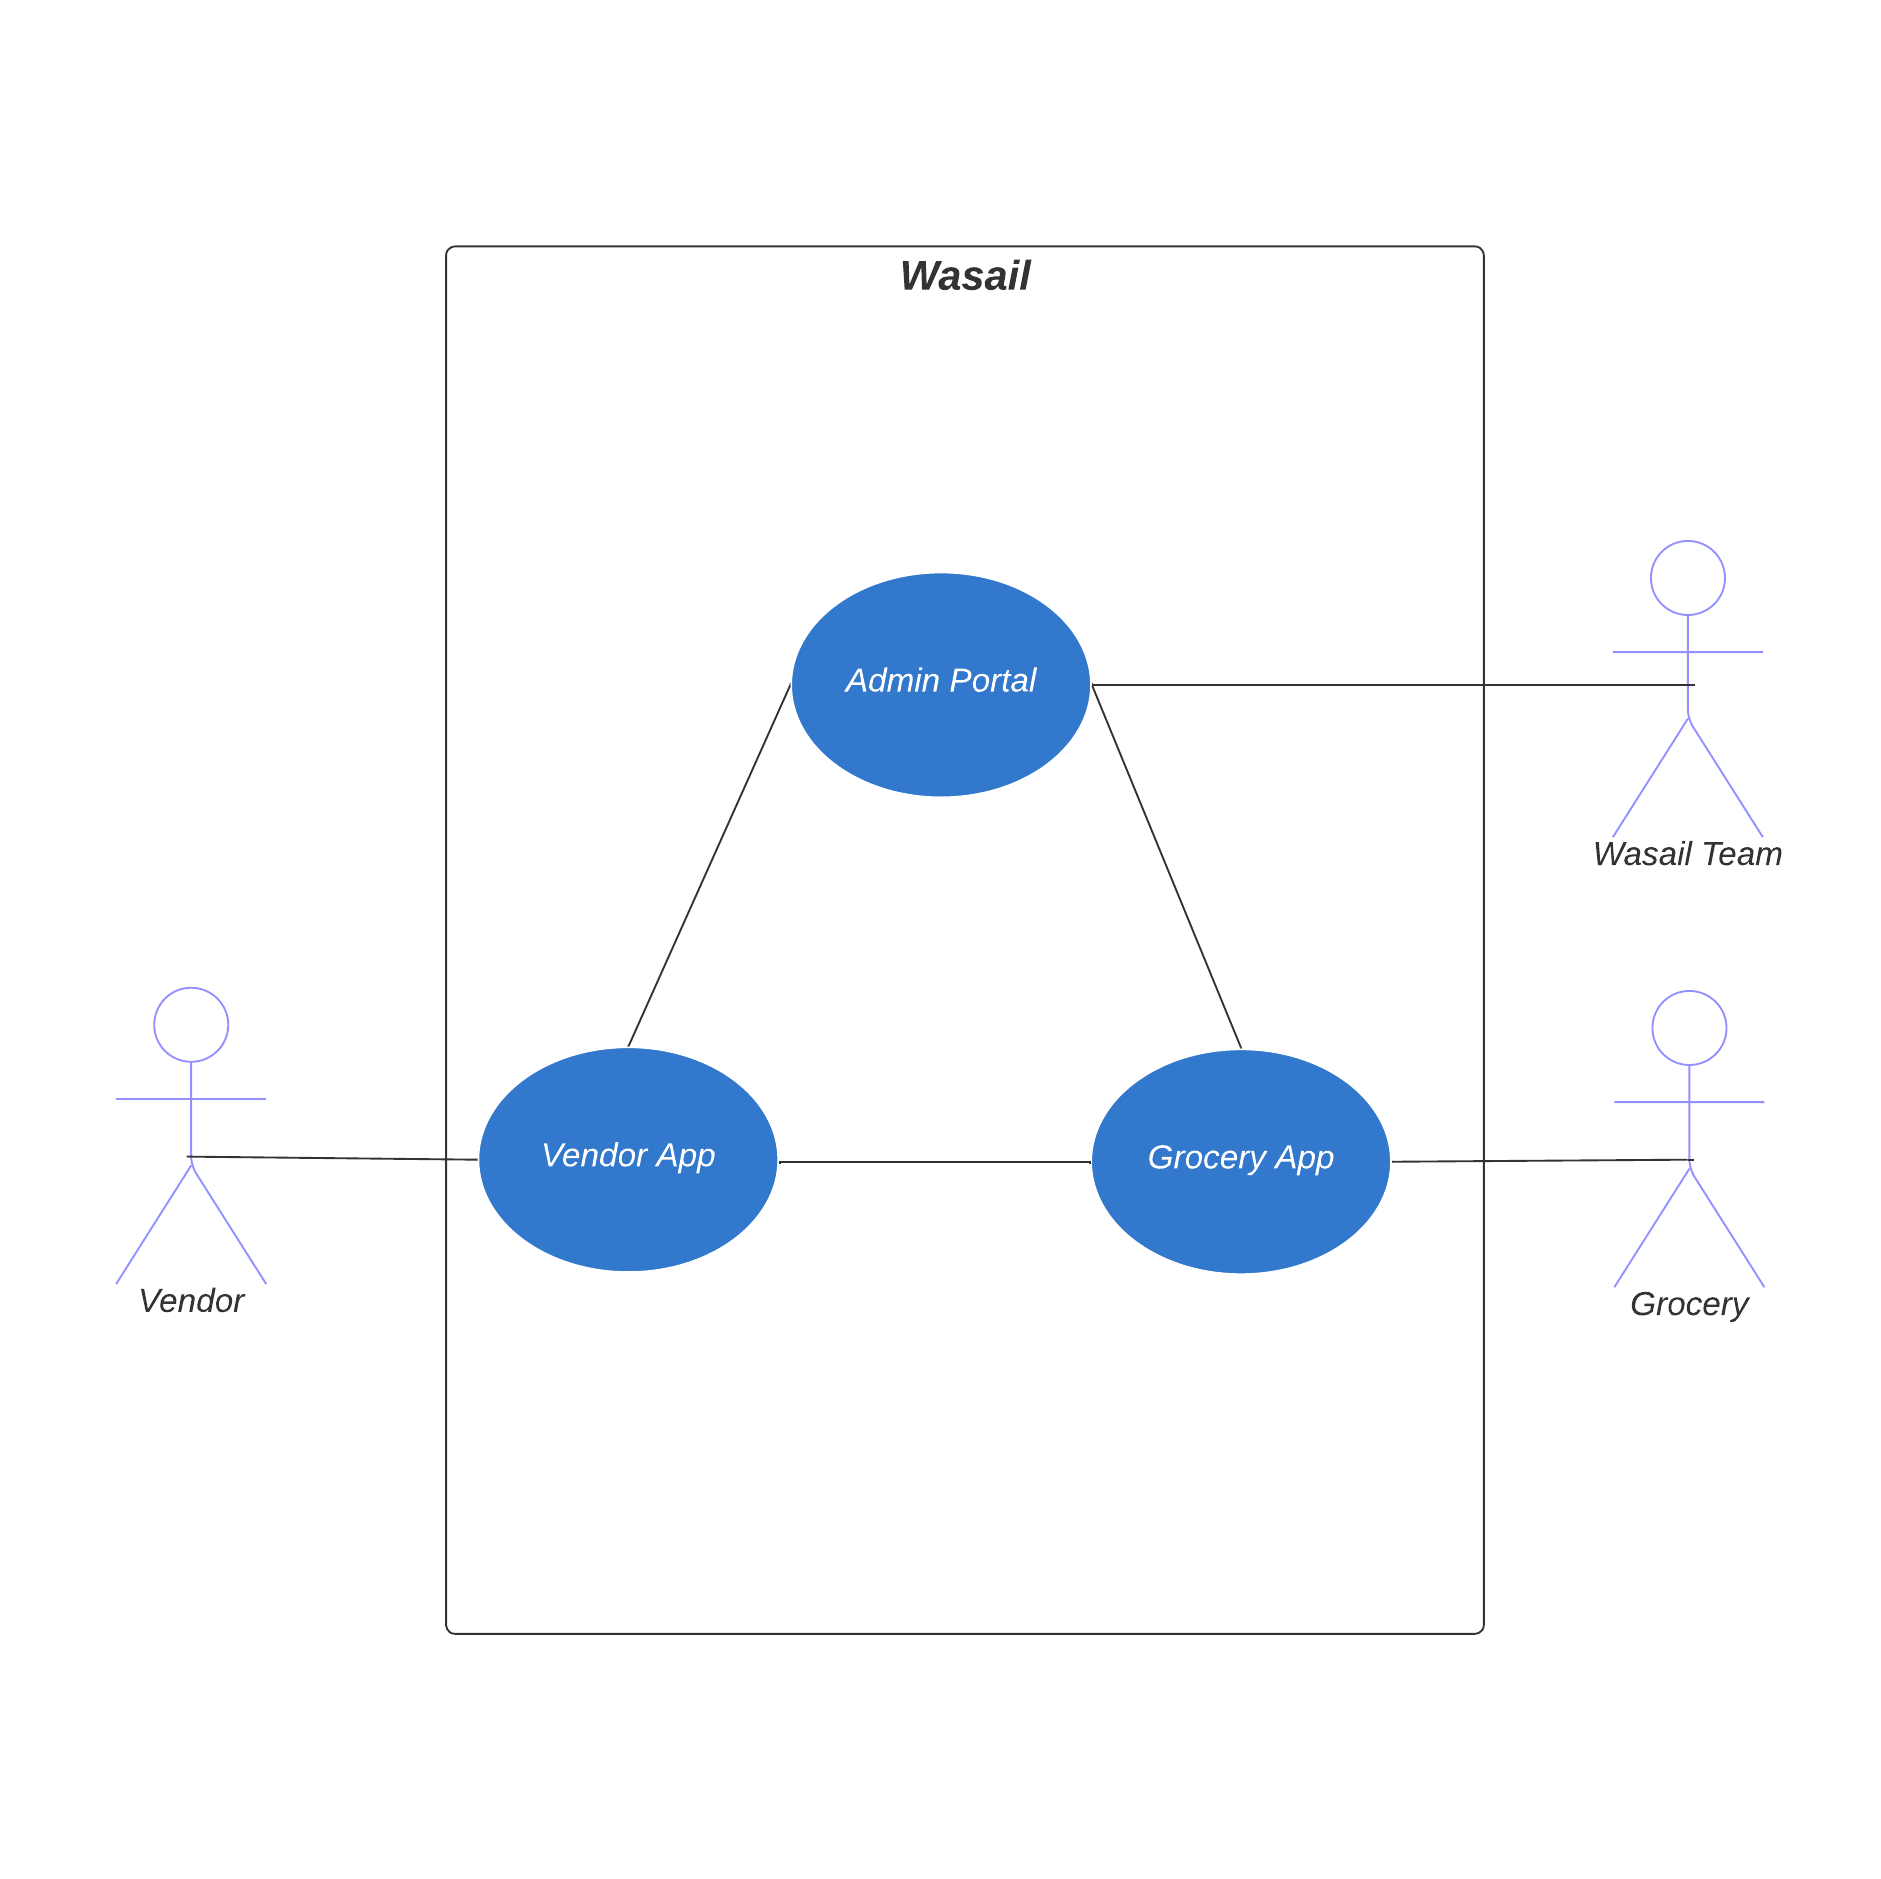 Wasail
Admin Portal
Wasail Team
Vendor App
Grocery App
Vendor
Grocery